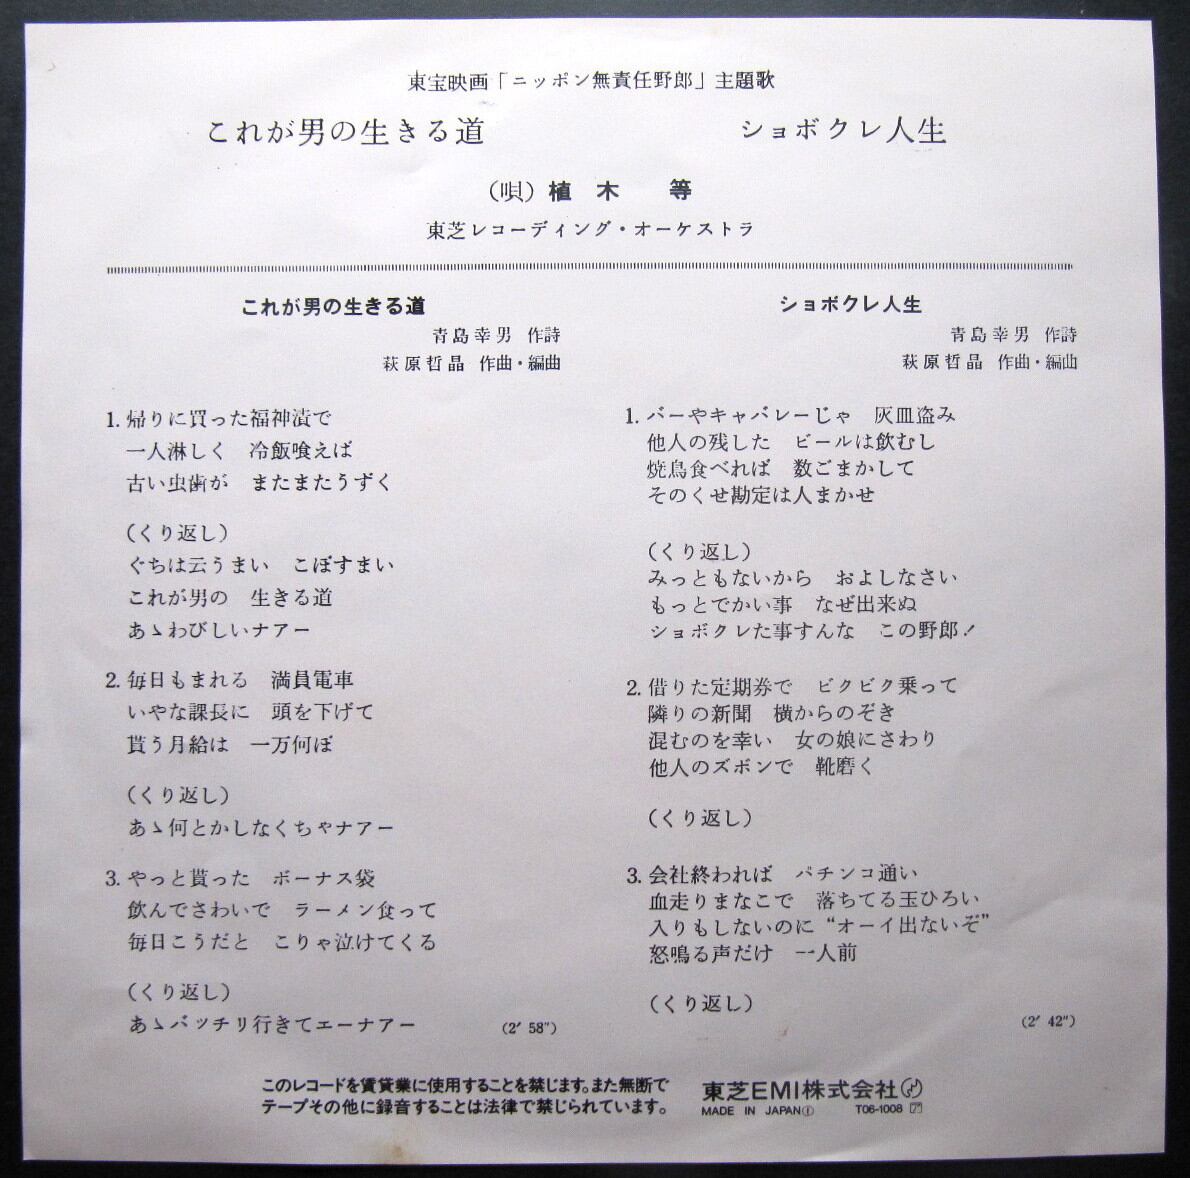 東宝映画「ニッポン無責任野郎」主題歌
これが男の生きる道　ショボクレ人生
（唄）植木　等
東芝レコーディング・オーケストラ
これが男の生きる道
青島幸男 作詩
萩原哲晶 作曲・編曲
1. 帰りに買った福神漬で
一人淋しく　冷飯喰えば
古い虫歯が　またまたうずく
（くり返し）
ぐちは云うまい　こぼすまい
これが男の　生きる道
あゝわびしいナアー
2. 毎日もまれる　満員電車
いやな課長に　頭を下げて
貰う月給は　一万何ぼ
（くり返し）
あゝ何とかしなくちゃナアー
3. やっと貰った　ボーナス袋
飲んでさわいで　ラーメン食って
毎日こうだと　こりゃ泣けてくる
（くり返し）
あゝバッチリ行きてエーナアー
（2′58″）
ショボクレ人生
青島幸男 作詩
萩原哲晶 作曲・編曲
1. バーやキャバレーじゃ　灰皿盗み
他人の残した　ビールは飲むし
焼鳥食べれば　数ごまかして
そのくせ勘定は人まかせ
（くり返し）
みっともないから　およしなさい
もっとでかい事　なぜ出来ぬ
ショボクレた事すんな　この野郎！
2. 借りた定期券で　ビクビク乗って
隣りの新聞　横からのぞき
混むのを幸い　女の娘にさわり
他人のズボンで　靴磨く
（くり返し）
3. 会社終われば　パチンコ通い
血走りまなこで　落ちてる玉ひろい
入りもしないのに “オーイ出ないぞ”
怒鳴る声だけ　一人前
（くり返し）
（2′42″）
このレコードを賃貸業に使用することを禁じます。また無断で
テープその他に録音することは法律で禁じられています。
東芝EMI株式会社
MADE IN JAPAN T06-1008